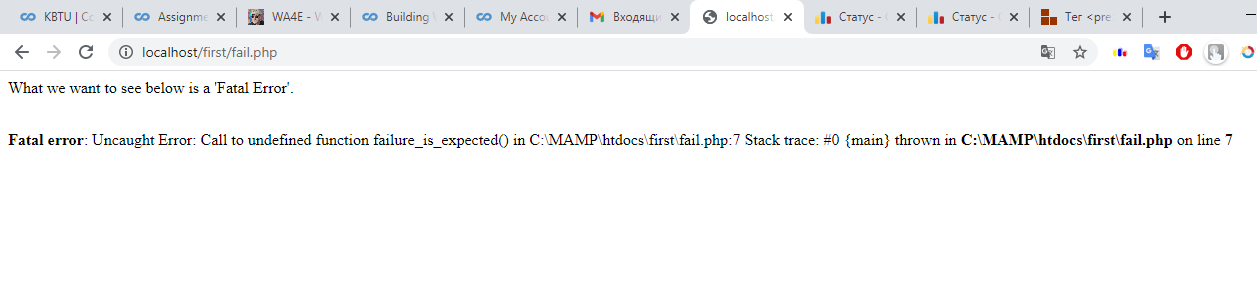 KBTU | Co
Assignme
WA4E - W
Building
My Accou
Входящи
localhost
Статус -
Статус -
Тег <pre
localhost/first/fail.php
What we want to see below is a 'Fatal Error'.
Fatal error: Uncaught Error: Call to undefined function failure_is_expected() in C:\MAMP\htdocs\first\fail.php:7 Stack trace: #0 {main} thrown in C:\MAMP\htdocs\first\fail.php on line 7